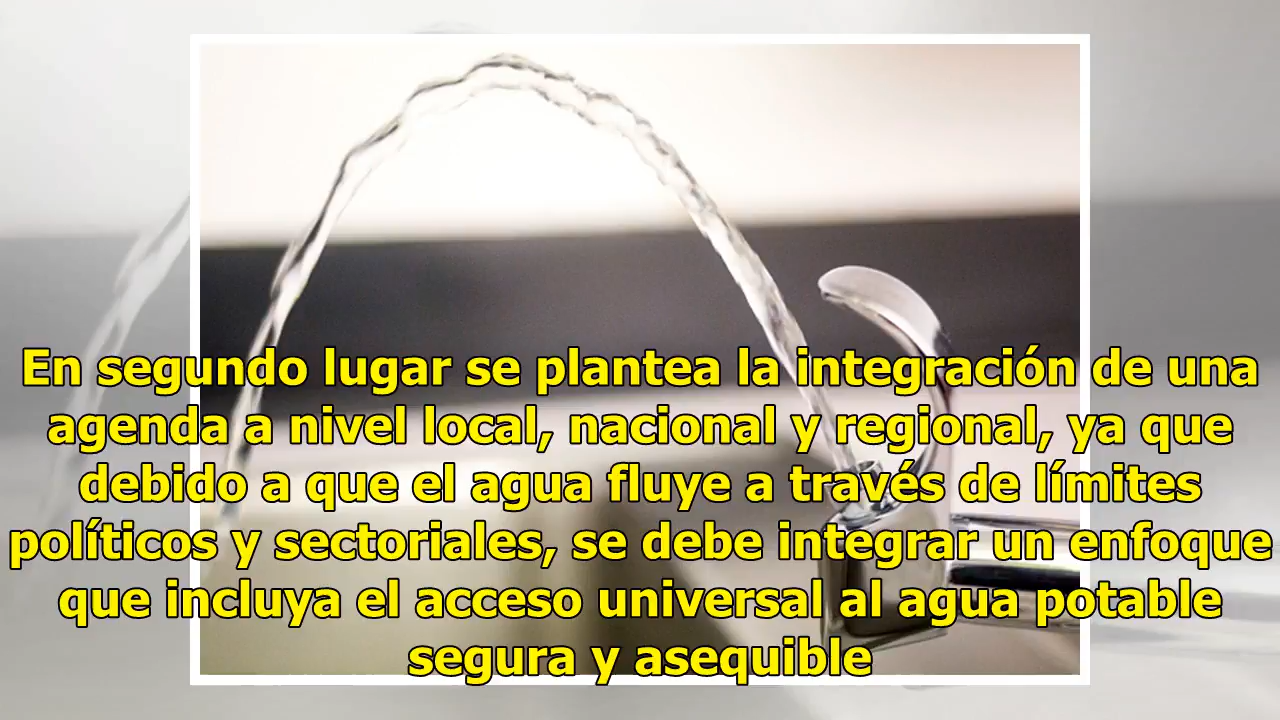 En segundo lugar se plantea la integración de una
agenda a nivel local, nacional y regional, ya que
debido a que el agua fluye a través de límites
políticos y sectoriales, se debe integrar un enfoque
que incluya el acceso universal al agua potable
segura y asequible